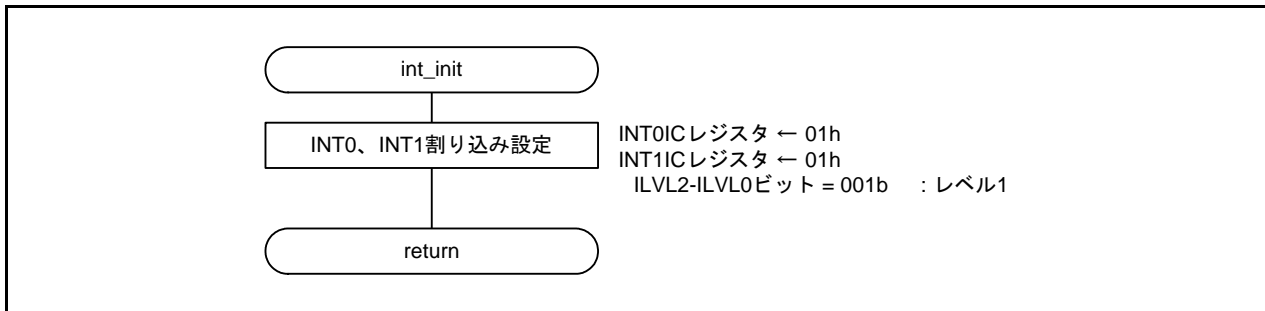 int_init
INT0、INT1割り込み設定
INT0ICレジスタ ← 01h
INT1ICレジスタ ← 01h
ILVL2-ILVL0ビット = 001b : レベル1
return